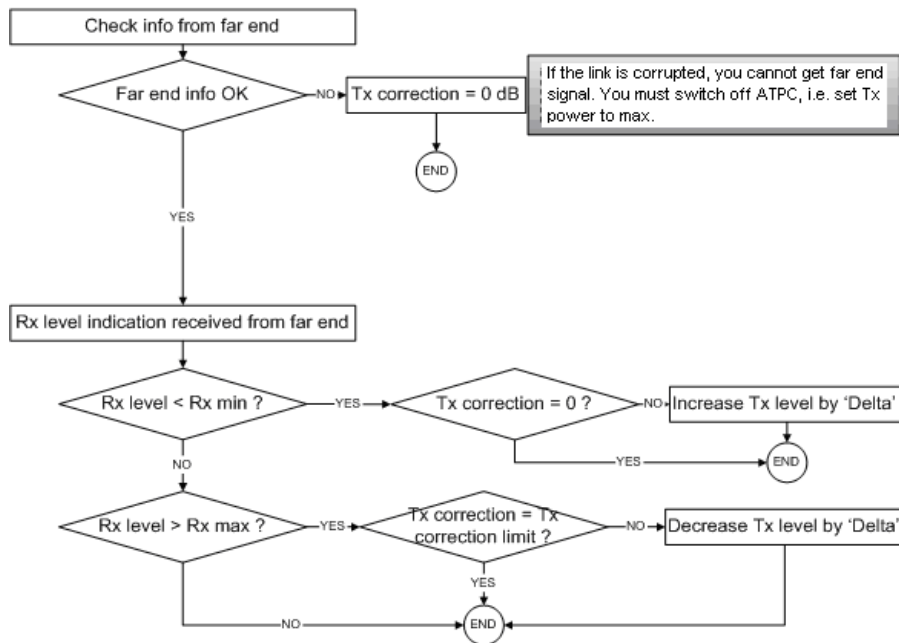 Check info from far end
Far end info OK
NO
Tx correction = 0 dB
If the link is corrupted, you cannot get far end
signal. You must switch off ATPC, i.e. set Tx
power to max.
END
YES
Rx level indication received from far end
Rx level < Rx min ?
YES
Tx correction = 0 ?
NO
Increase Tx level by ‘Delta’
YES
END
NO
Rx level > Rx max ?
YES
Tx correction = Tx
correction limit ?
NO
Decrease Tx level by ‘Delta’
YES
NO
END